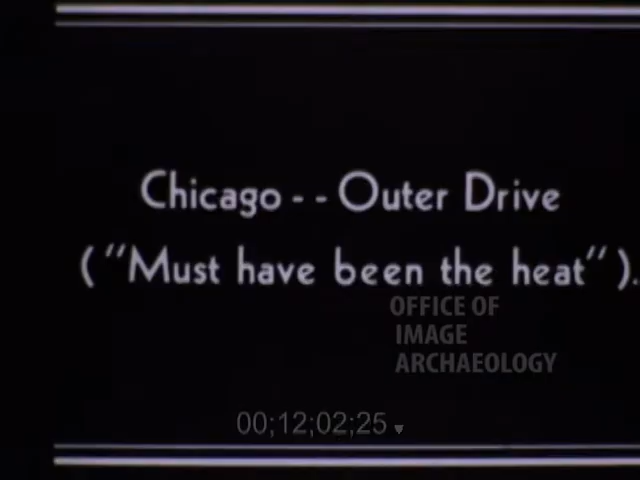 Chicago -- Outer Drive
("Must have been the heat").
OFFICE OF
IMAGE
ARCHAEOLOGY
00;12;02;25